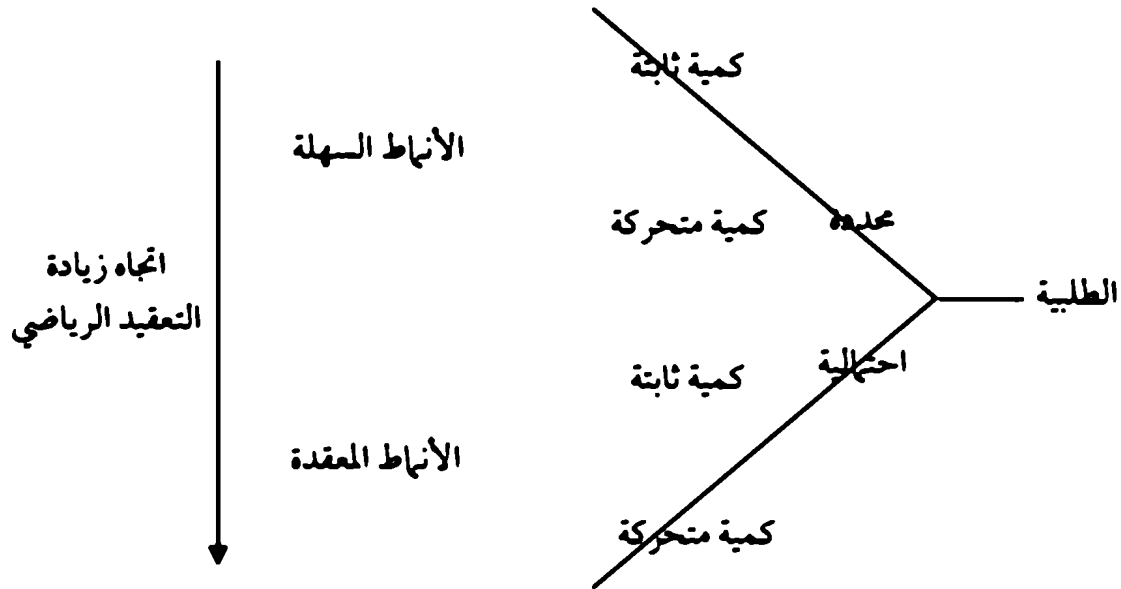 كمية ثابتة
الأنماط السهلة
كمية متحركة
محددة
اتجاه زيادة
التعقيد الرياضي
الطلبية
احتمالية
كمية ثابتة
الأنماط المعقدة
كمية متحركة